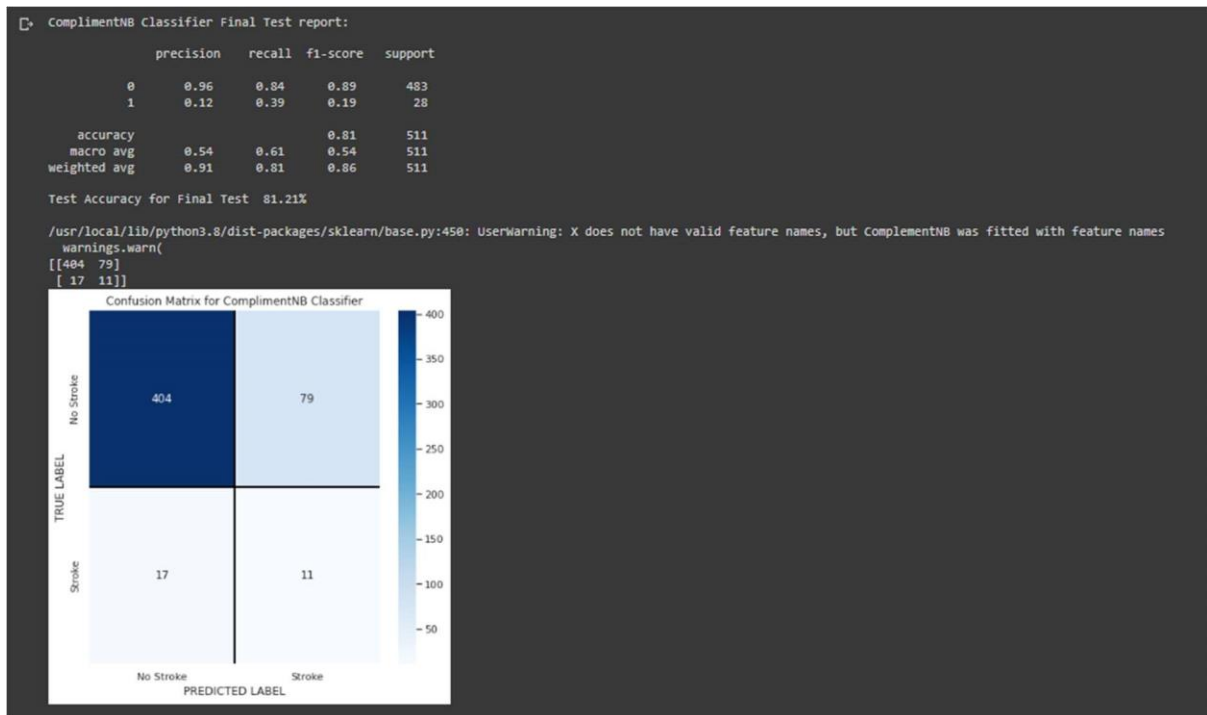 ComplimentNB Classifier Final Test report:
precision recall f1-score support
0 0.96 0.84 0.89 483
1 0.12 0.39 0.19 28
accuracy 0.81 511
macro avg 0.54 0.61 0.54 511
weighted avg 0.91 0.81 0.86 511
Test Accuracy for Final Test 81.21%
/usr/local/lib/python3.8/dist-packages/sklearn/base.py:450: UserWarning: X does not have valid feature names, but ComplementNB was fitted with feature names
warnings.warn(
[[404 79]
[ 17 11]]
Confusion Matrix for ComplimentNB Classifier
400
350
300
250
200
150
100
50
TRUE LABEL
No Stroke
404 79
Stroke
17 11
No Stroke Stroke
PREDICTED LABEL